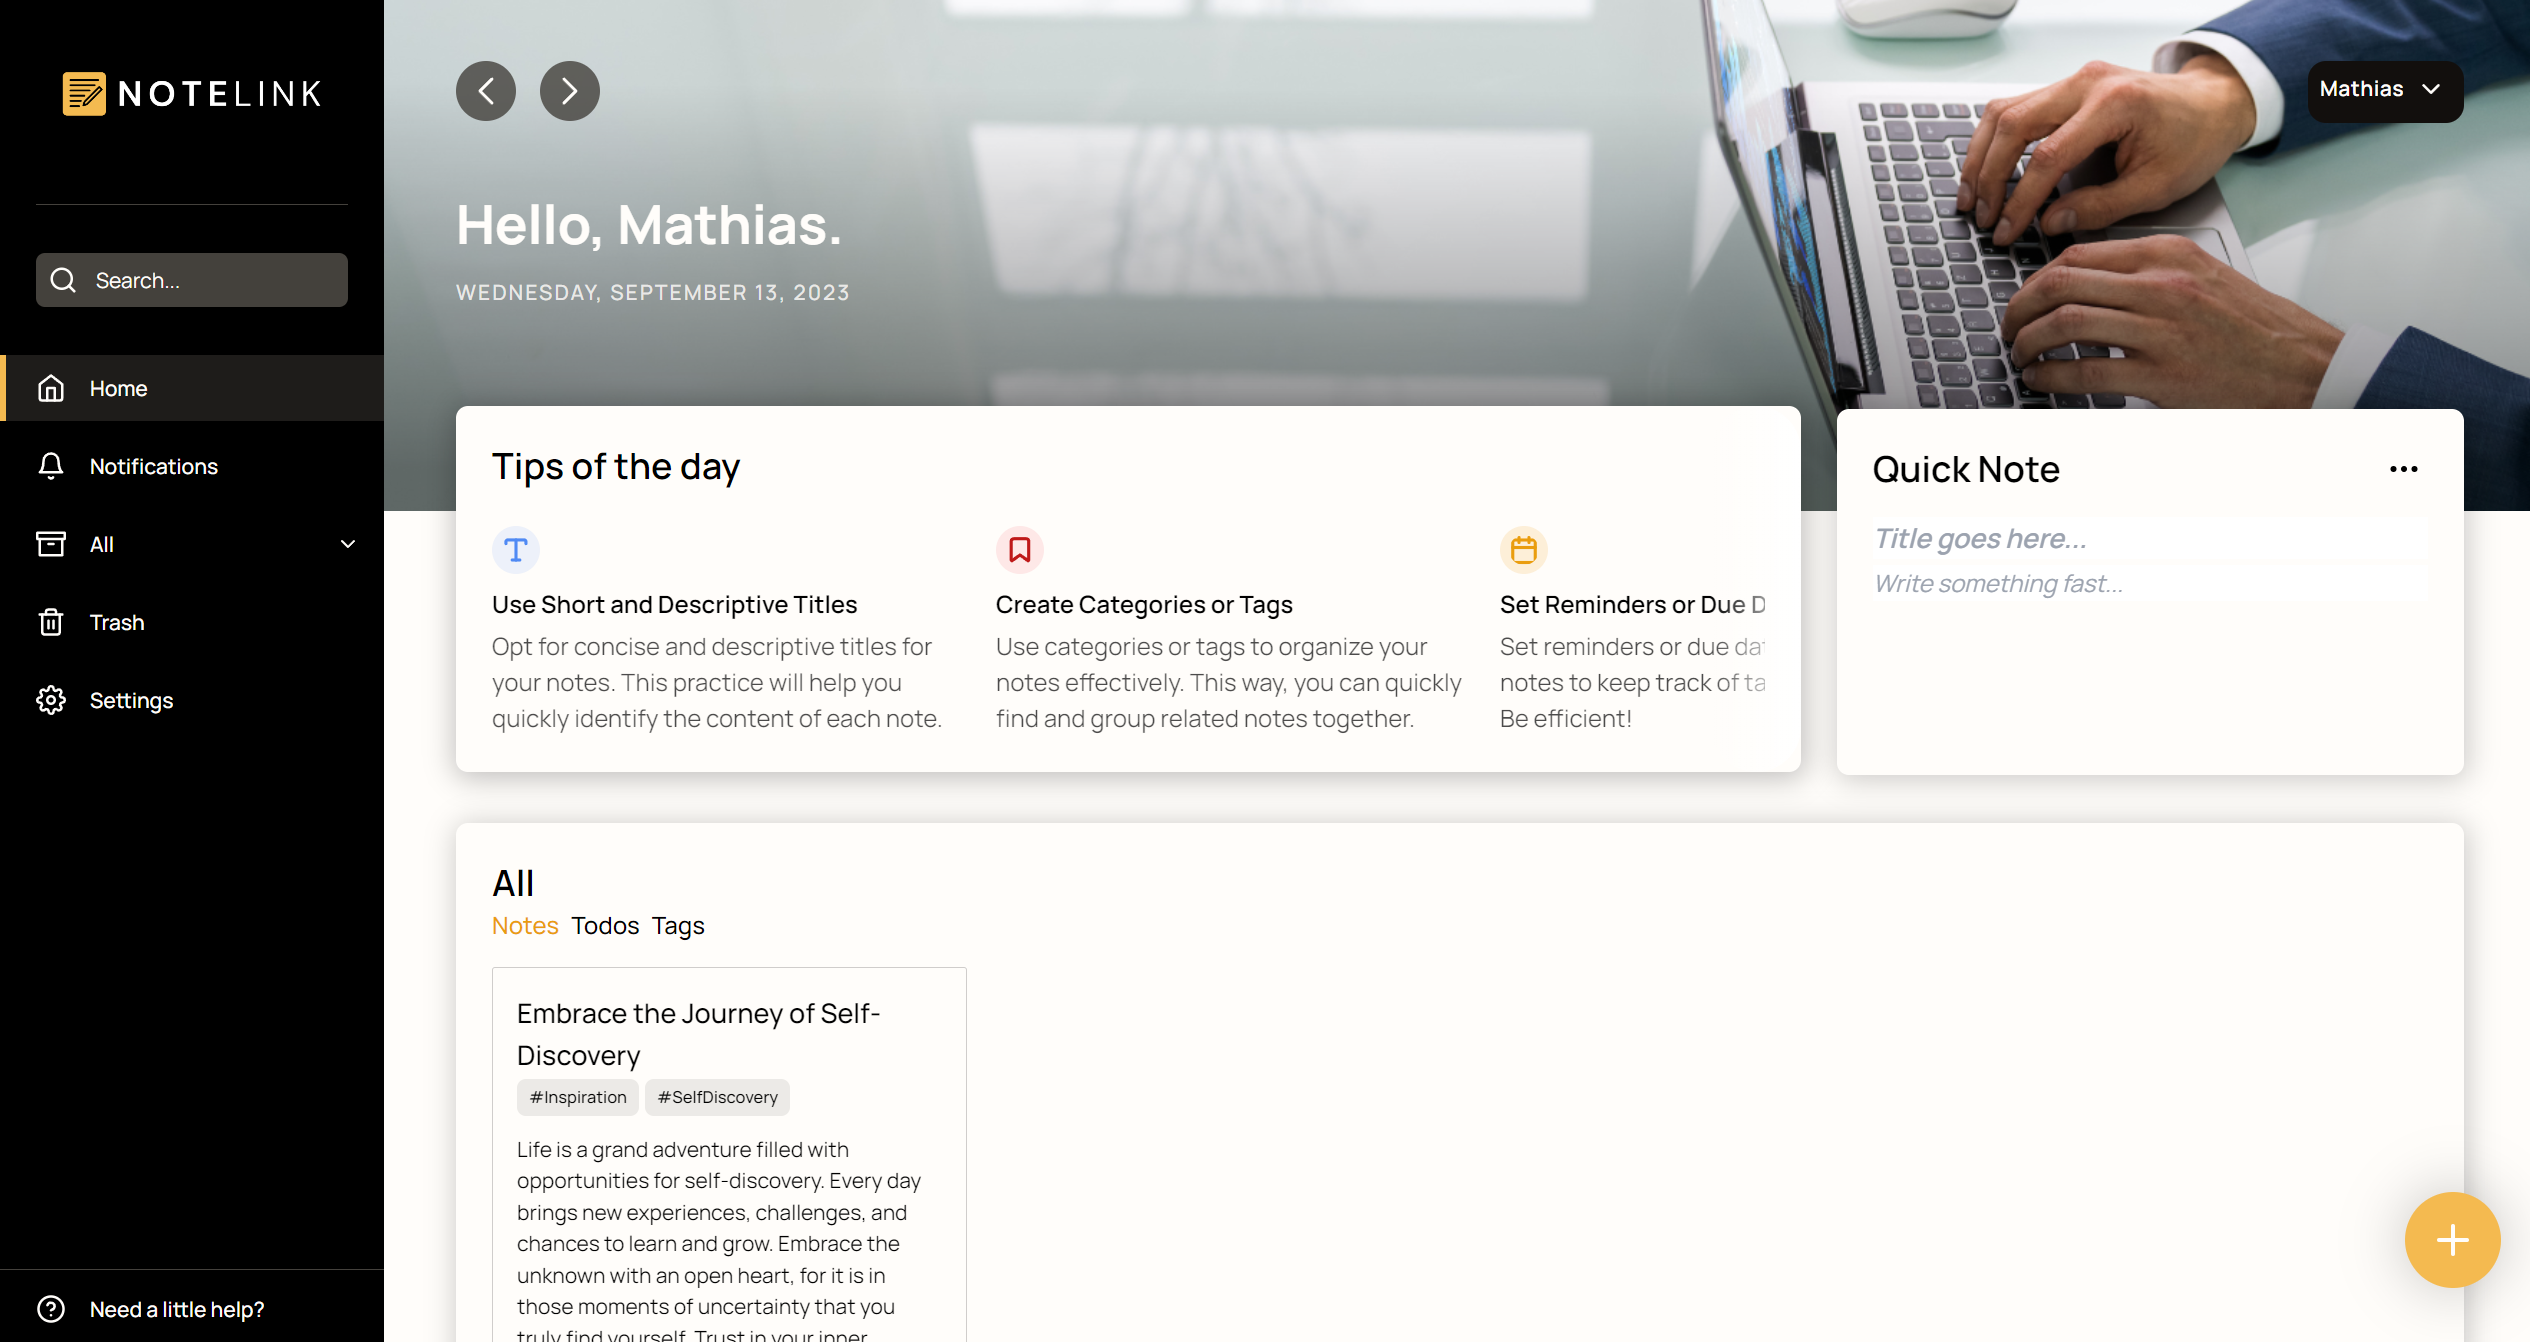 NOTELINK
Search...
Home
Notifications
All
Trash
Settings
Need a little help?
Mathias
Hello, Mathias.
WEDNESDAY, SEPTEMBER 13, 2023
Tips of the day
Use Short and Descriptive Titles
Opt for concise and descriptive titles for
your notes. This practice will help you
quickly identify the content of each note.
Create Categories or Tags
Use categories or tags to organize your
notes effectively. This way, you can quickly
find and group related notes together.
Set Reminders or Due D
Set reminders or due da
notes to keep track of ta
Be efficient!
Quick Note
Title goes here...
Write something fast...
All
Notes Todos Tags
Embrace the Journey of Self-
Discovery
#Inspiration #SelfDiscovery
Life is a grand adventure filled with
opportunities for self-discovery. Every day
brings new experiences, challenges, and
chances to learn and grow. Embrace the
unknown with an open heart, for it is in
those moments of uncertainty that you
truly find yourself. Trust in your inner